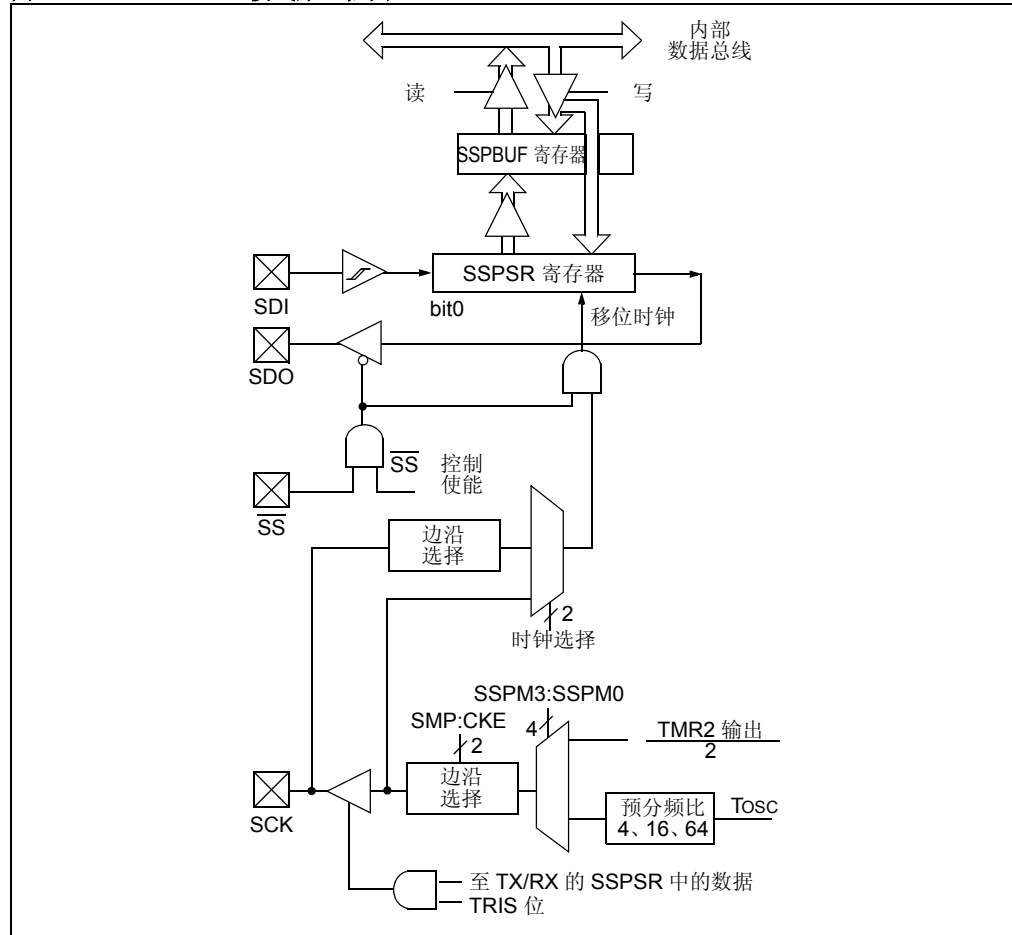 内部
数据总线
读
写
SSPBUF 寄存器
SSPSR 寄存器
SDI
bit0
移位时钟
SDO
SS 控制
使能
SS
边沿
选择
2
时钟选择
SSPM3:SSPM0
SMP:CKE
4
TMR2 输出
2
2
边沿
选择
预分频比
4、16、64
TOSC
SCK
至 TX/RX 的 SSPSR 中的数据
TRIS 位